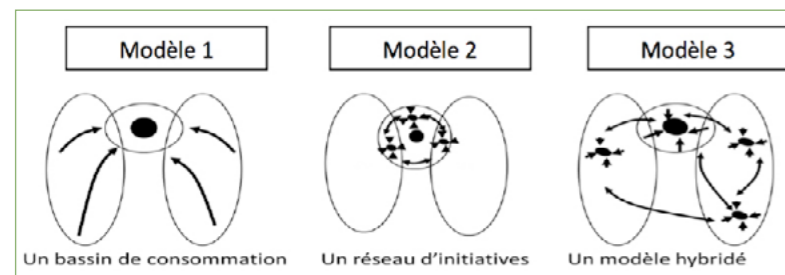 Modèle 1 Modèle 2 Modèle 3
Un bassin de consommation Un réseau d'initiatives Un modèle hybridé